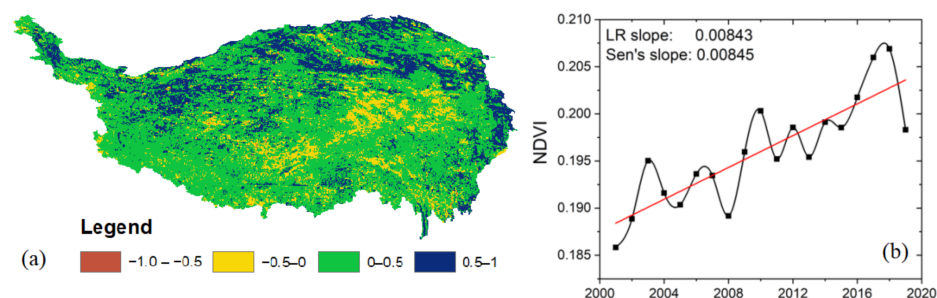 Legend
(a)
−1.0 – −0.5
−0.5–0
0–0.5
0.5–1
LR slope: 0.00843
Sen's slope: 0.00845
NDVI
0.210
0.205
0.200
0.195
0.190
0.185
(b)
2000 2004 2008 2012 2016 2020